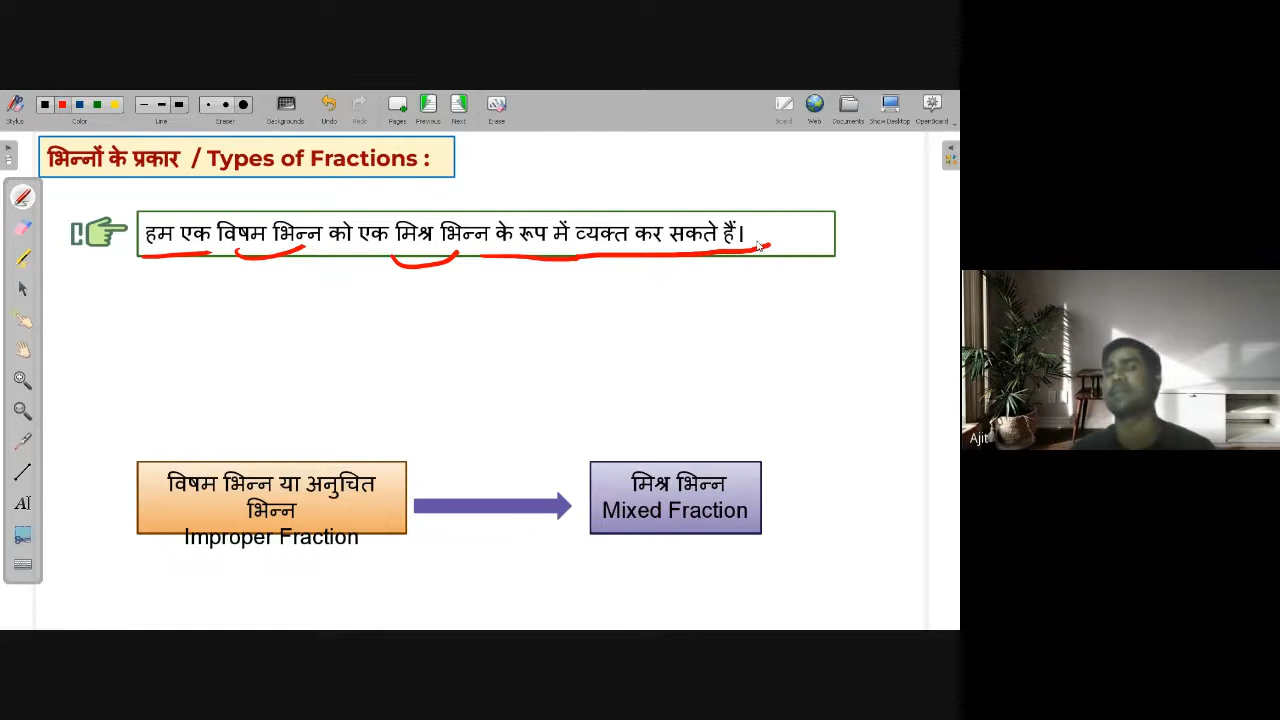 Stylus
Color
Line
Eraser
Backgrounds
Undo
Redo
Pages
Previous
Next
Erase
Board
Web
Documents
Show Desktop
OpenBoard
भिन्नों के प्रकार / Types of Fractions :
हम एक विषम भिन्न को एक मिश्र भिन्न के रूप में व्यक्त कर सकते हैं।
Ajit
विषम भिन्न या अनुचित
भिन्न
Improper Fraction
मिश्र भिन्न
Mixed Fraction